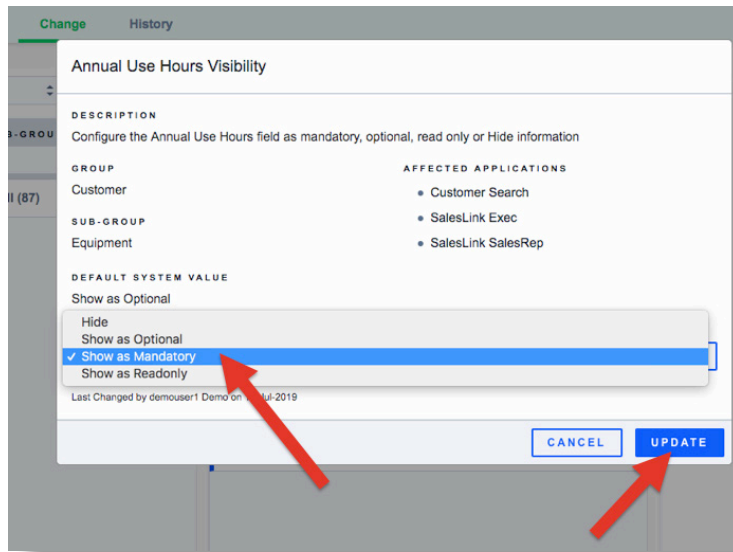 Change History
Annual Use Hours Visibility
DESCRIPTION
Configure the Annual Use Hours field as mandatory, optional, read only or Hide information
GROUP
Customer
AFFECTED APPLICATIONS
Customer Search
SalesLink Exec
SalesLink SalesRep
SUB-GROUP
Equipment
DEFAULT SYSTEM VALUE
Show as Optional
Hide
Show as Optional
✓ Show as Mandatory
Show as Readonly
Last Changed by demouser1 Demo on ul-2019
CANCEL UPDATE
B-GROU
ll (87)